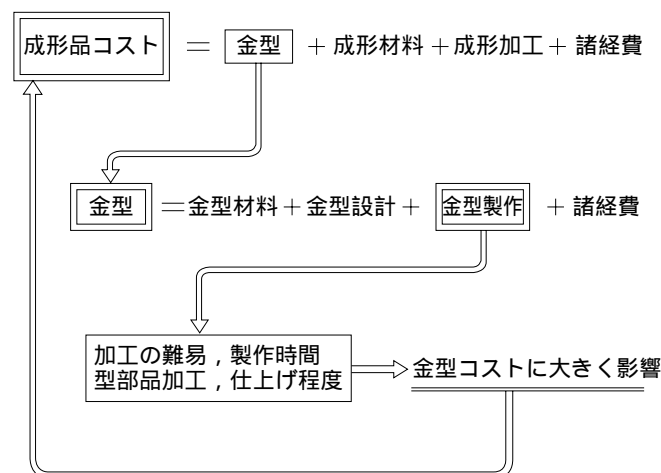 成形品コスト = 金型 + 成形材料 + 成形加工 + 諸経費
金型 = 金型材料 + 金型設計 + 金型製作 + 諸経費
加工の難易，製作時間
型部品加工，仕上げ程度
金型コストに大きく影響